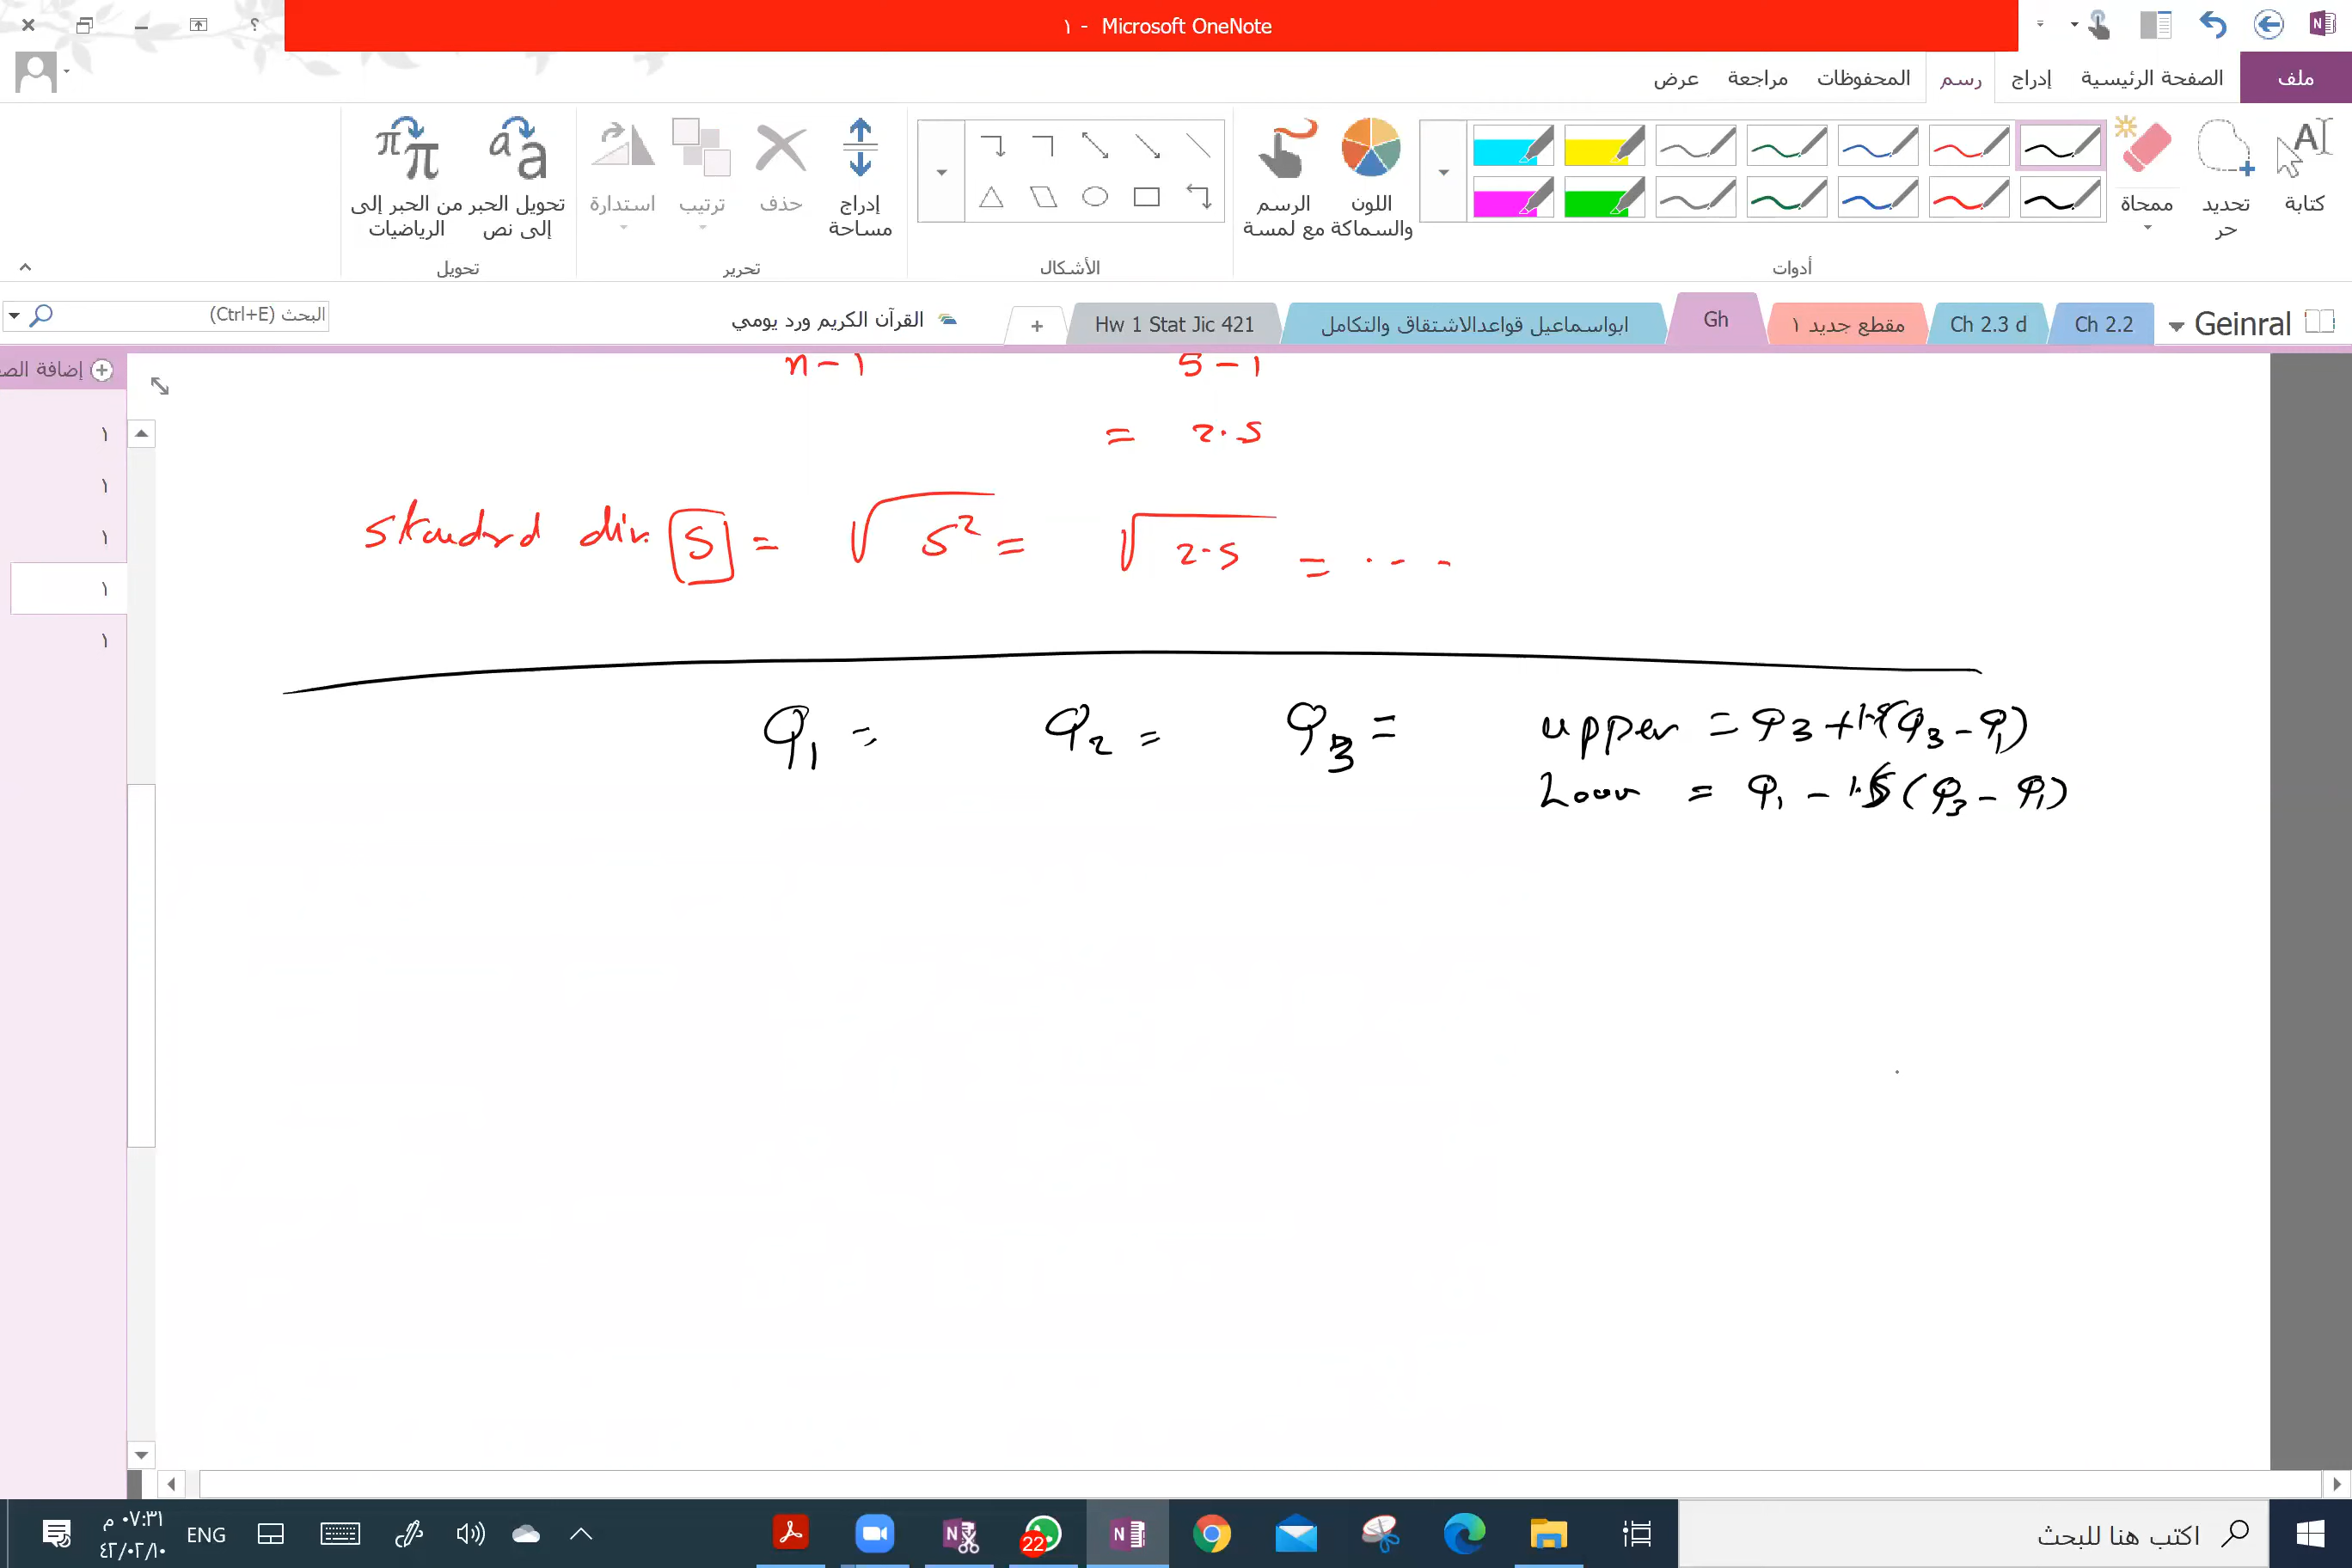 ١ - Microsoft OneNote
ملف
الصفحة الرئيسية
إدراج
رسم
المحفوظات
مراجعة
عرض
كتابة
تحديد حر
ممحاة
أدوات
اللون والسماكة
الرسم مع لمسة
الأشكال
إدراج مساحة
حذف
ترتيب
استدارة
تحرير
تحويل الحبر إلى نص
من الحبر إلى الرياضيات
تحويل
Geinral
Ch 2.2
Ch 2.3 d
مقطع جديد ١
Gh
ابواسماعيل قواعدالاشتقاق والتكامل
Hw 1 Stat Jic 421
+
القرآن الكريم ورد يومي
البحث (Ctrl+E)
إضافة الصف
١
١
١
١
١
n - 1 5 - 1
= 2.5
standard div. S = √S² = √2.5 = ....
Q1 = Q2 = Q3 = upper = Q3 + 1.5(Q3 - Q1)
= Q1 - 1.5(Q3 - Q1)
اكتب هنا للبحث
22
ENG
٠٧:٣١ م
٤٢/٠٢/١٠